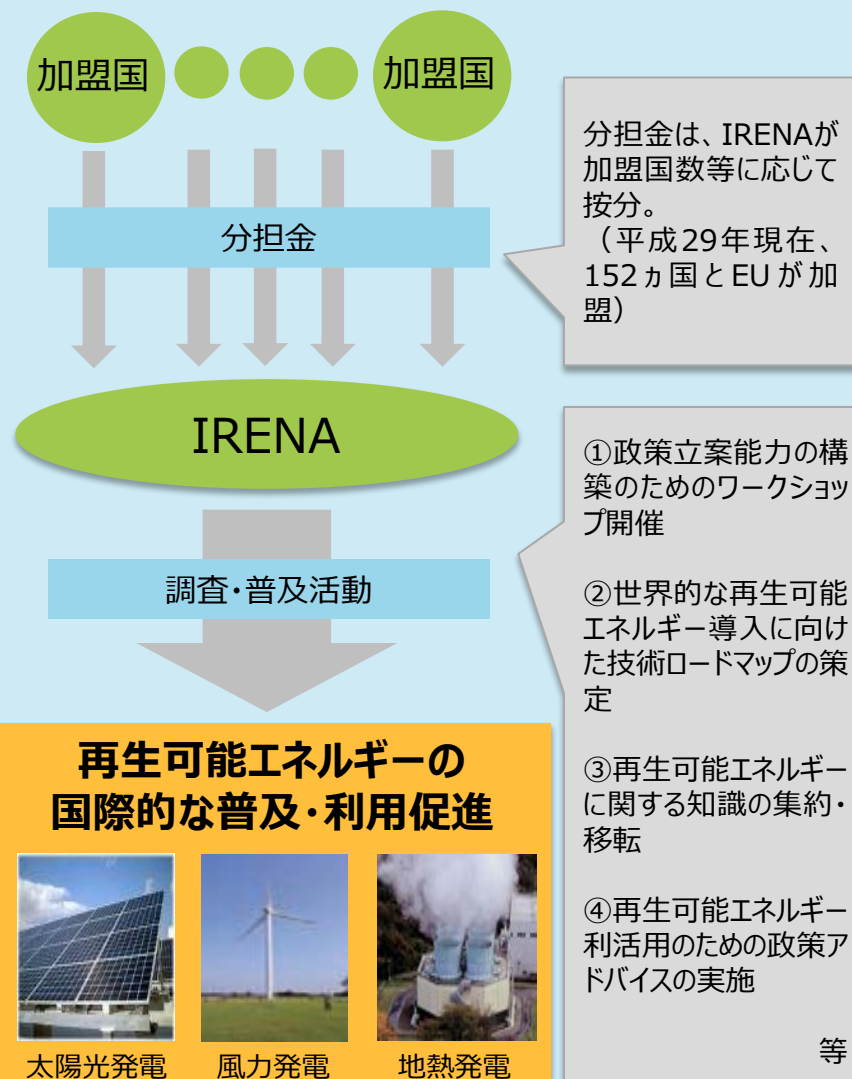 加盟国
加盟国
分担金
分担金は、IRENAが
加盟国数等に応じて
按分。
（平成29年現在、
152ヵ国とEUが加
盟）
IRENA
調査・普及活動
①政策立案能力の構
築のためのワークショッ
プ開催
②世界的な再生可能
エネルギー導入に向け
た技術ロードマップの策
定
③再生可能エネルギー
に関する知識の集約・
移転
④再生可能エネルギー
利活用のための政策ア
ドバイスの実施
等
再生可能エネルギーの
国際的な普及・利用促進
太陽光発電
風力発電
地熱発電